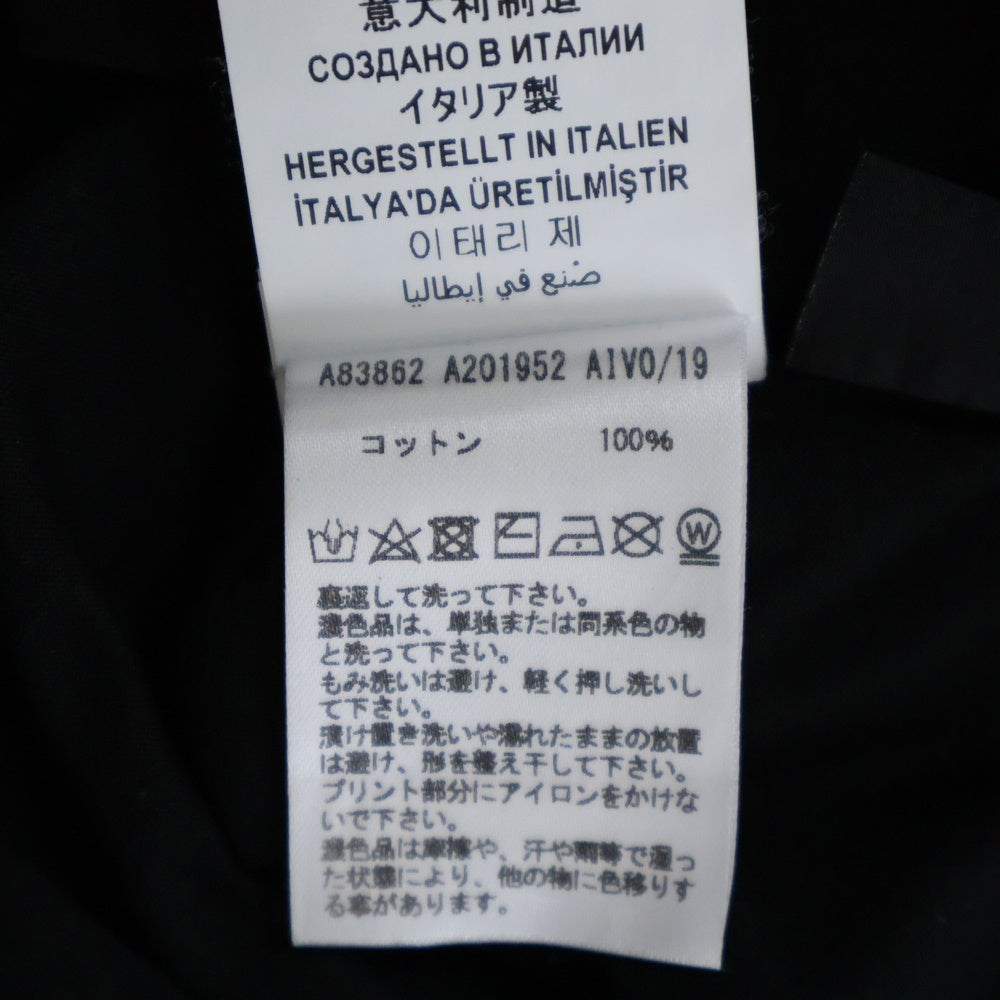 意大利制造
СОЗДАНО В ИТАЛИИ
イタリア製
HERGESTELLT IN ITALIEN
İTALYA'DA ÜRETİLMİŞTİR
이태리 제
صنع في إيطاليا
A83862 A201952 AIV0/19
コットン 100%
W
裏返して洗って下さい。
濃色品は、単独または同系色の物
と洗って下さい。
もみ洗いは避け、軽く押し洗いし
て下さい。
漬け置き洗いや濡れたままの放置
は避け、形を整え干して下さい。
プリント部分にアイロンをかけな
いで下さい。
濃色品は摩擦や、汗や雨等で湿っ
た状態により、他の物に色移りす
る事があります。